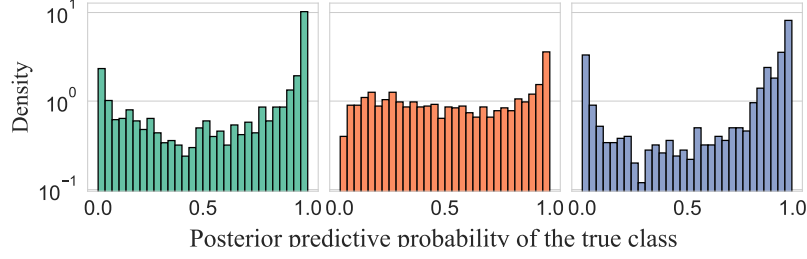 10^1
10^0
10^-1
Density
0.0 0.5 1.0 0.0 0.5 1.0 0.0 0.5 1.0
Posterior predictive probability of the true class